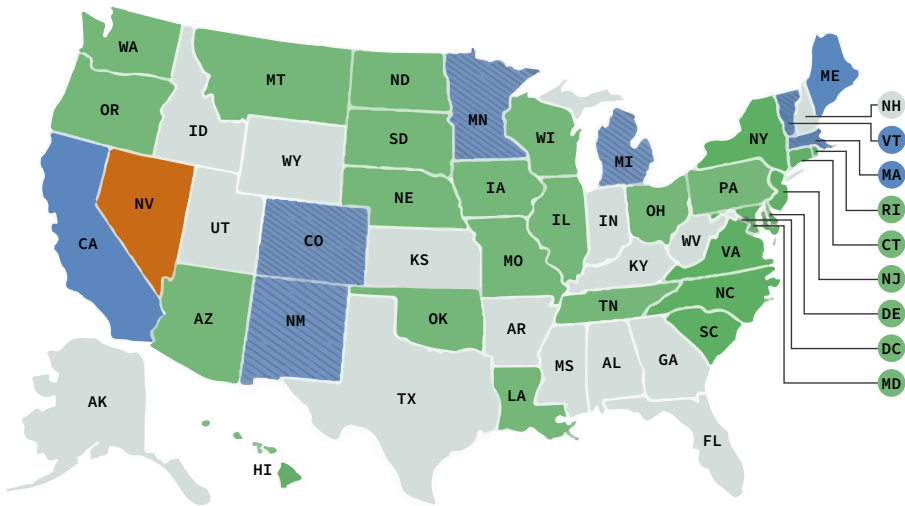 WA
ME
MT
ND
NH
OR
MN
ID
WI
NY
VT
SD
MI
WY
MA
IA
PA
NE
NV
RI
OH
IL
IN
UT
CO
WV
CA
CT
VA
KS
MO
KY
NJ
NC
TN
AZ
NM
OK
DE
AR
SC
DC
MS
AL
GA
MD
TX
LA
AK
FL
HI